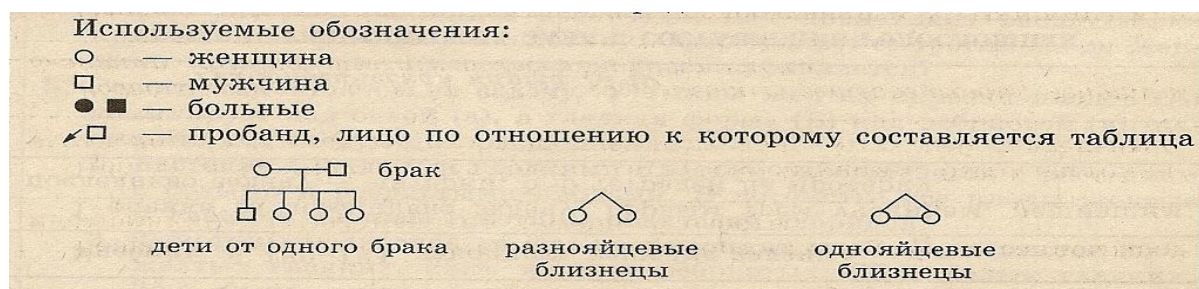 Используемые обозначения:
— женщина
— мужчина
— больные
— пробанд, лицо по отношению к которому составляется таблица
брак
дети от одного брака
разнояйцевые
близнецы
однояйцевые
близнецы